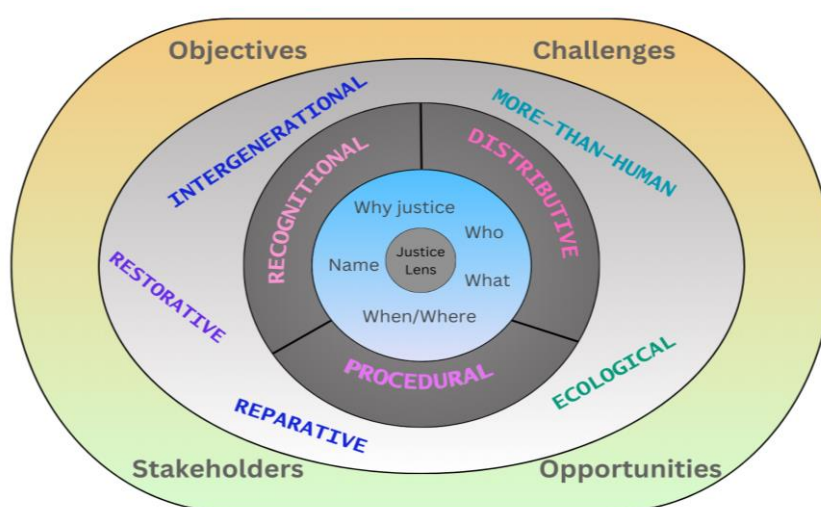 Objectives
Challenges
INTERGENERATIONAL
MORE-THAN-HUMAN
RECOGNITIONAL
DISTRIBUTIVE
Why justice
Who
Justice
Lens
Name
What
When/Where
RESTORATIVE
PROCEDURAL
ECOLOGICAL
REPARATIVE
Stakeholders
Opportunities